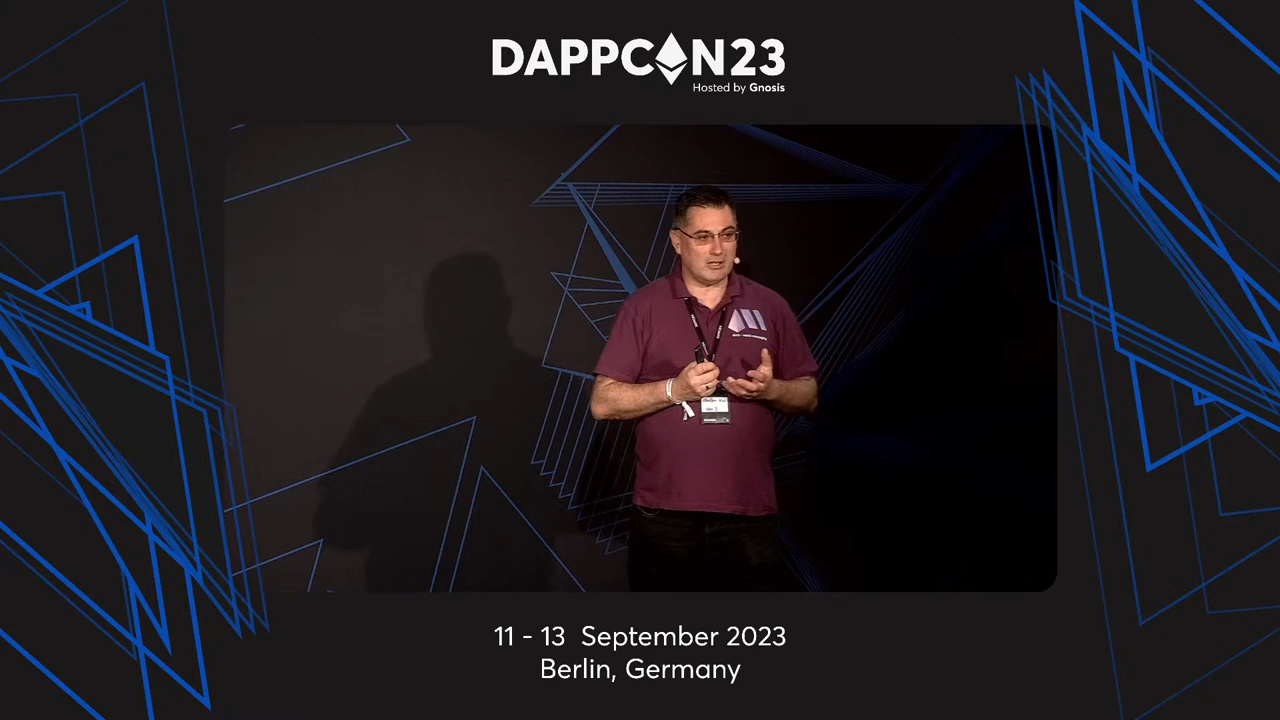 DAPPCON23
Hosted by Gnosis
11 - 13 September 2023
Berlin, Germany